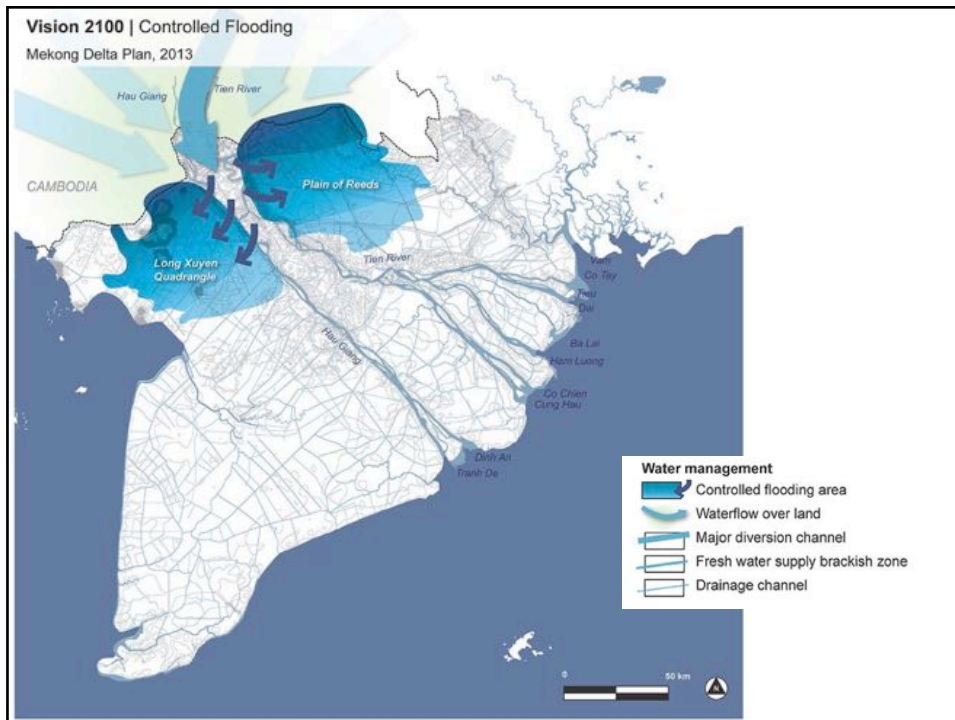 Vision 2100 | Controlled Flooding
Mekong Delta Plan, 2013
Hau Giang
Tien River
CAMBODIA
Plain of Reeds
Long Xuyen
Quadrangle
Tien River
Hau Giang
Vam
Co Tay
Tieu
Dai
Ba Lai
Ham Luong
Co Chien
Cung Hau
Dinh An
Tranh De
Water management
Controlled flooding area
Waterflow over land
Major diversion channel
Fresh water supply brackish zone
Drainage channel
0 50 km
N